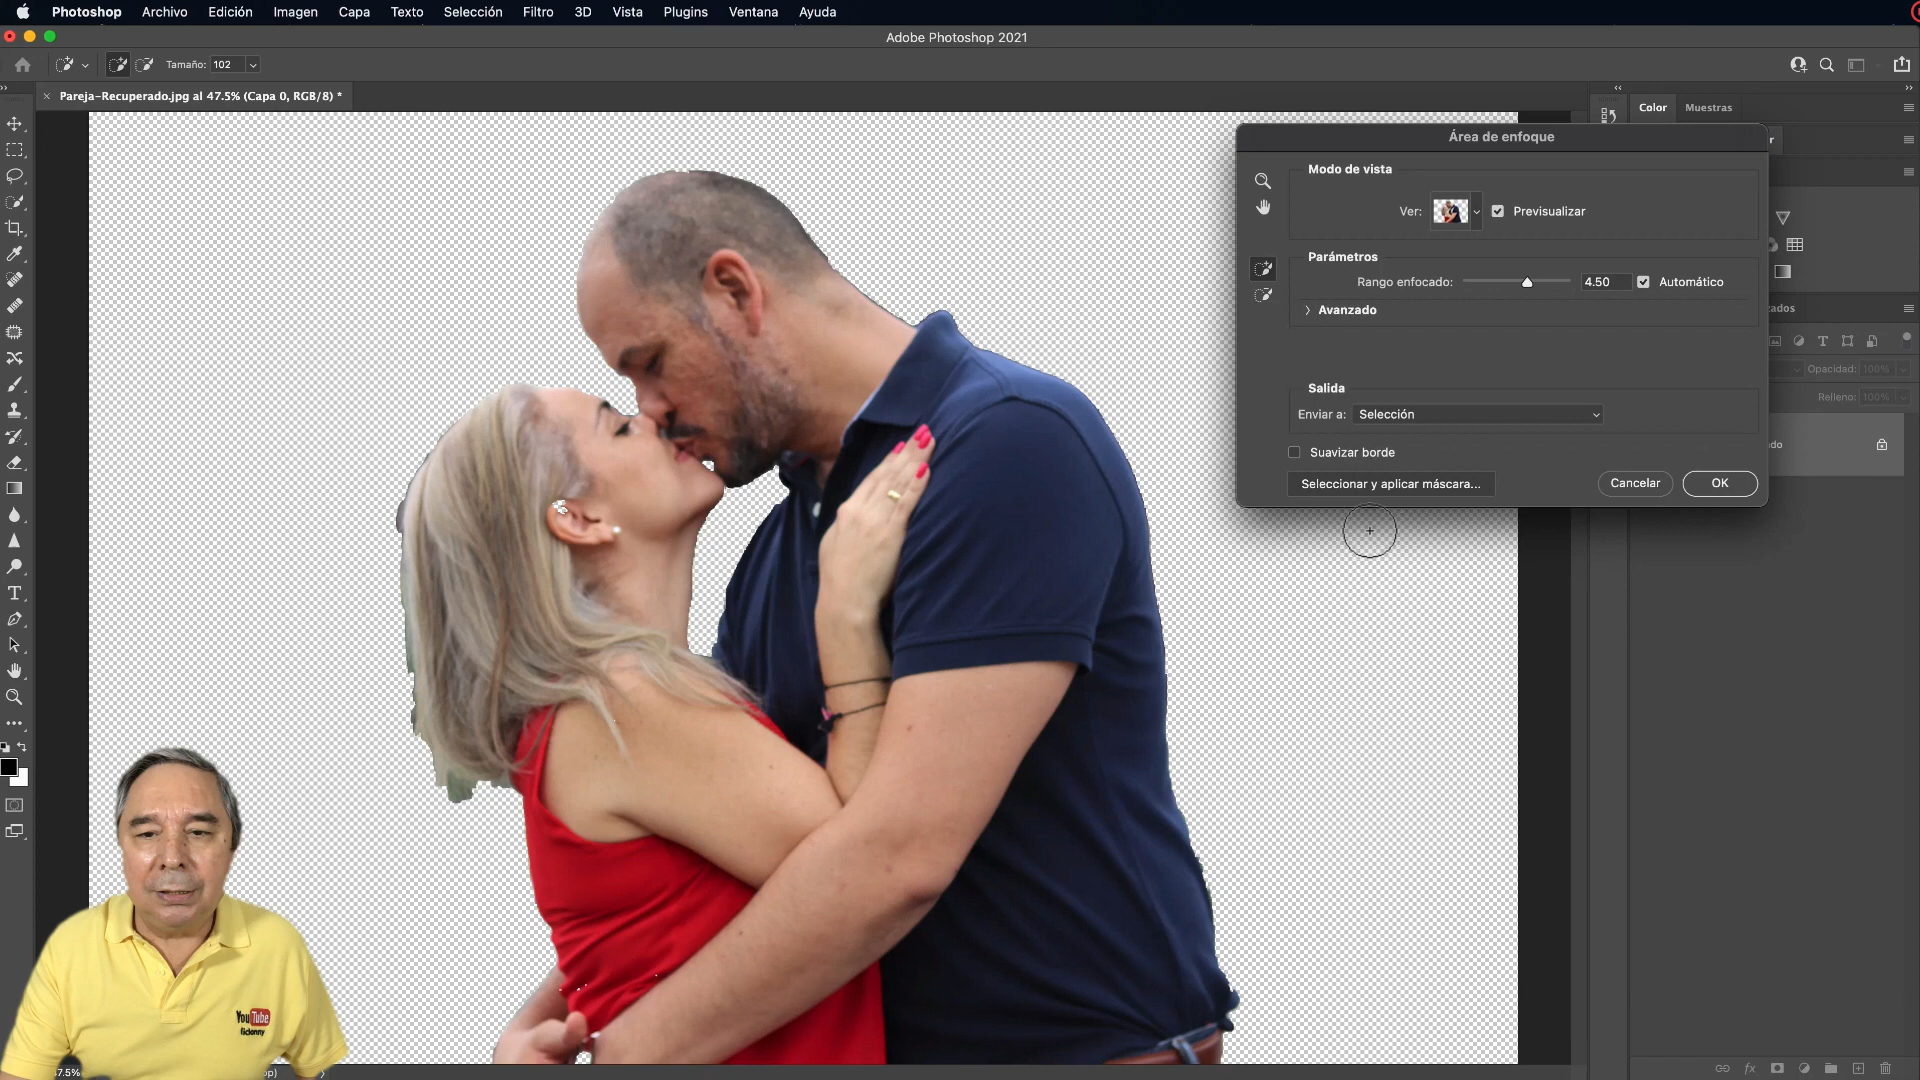 Photoshop Archivo Edición Imagen Capa Texto Selección Filtro 3D Vista Plugins Ventana Ayuda
Adobe Photoshop 2021
Tamaño: 102
Pareja-Recuperado.jpg al 47.5% (Capa 0, RGB/8) *
Color Muestras
Área de enfoque
Modo de vista
Ver: Previsualizar
Parámetros
Rango enfocado: 4.50 Automático
Avanzado
Salida
Enviar a: Selección
Suavizar borde
Seleccionar y aplicar máscara... Cancelar OK
Opacidad: 100%
Relleno: 100%
YouTube
fidonny